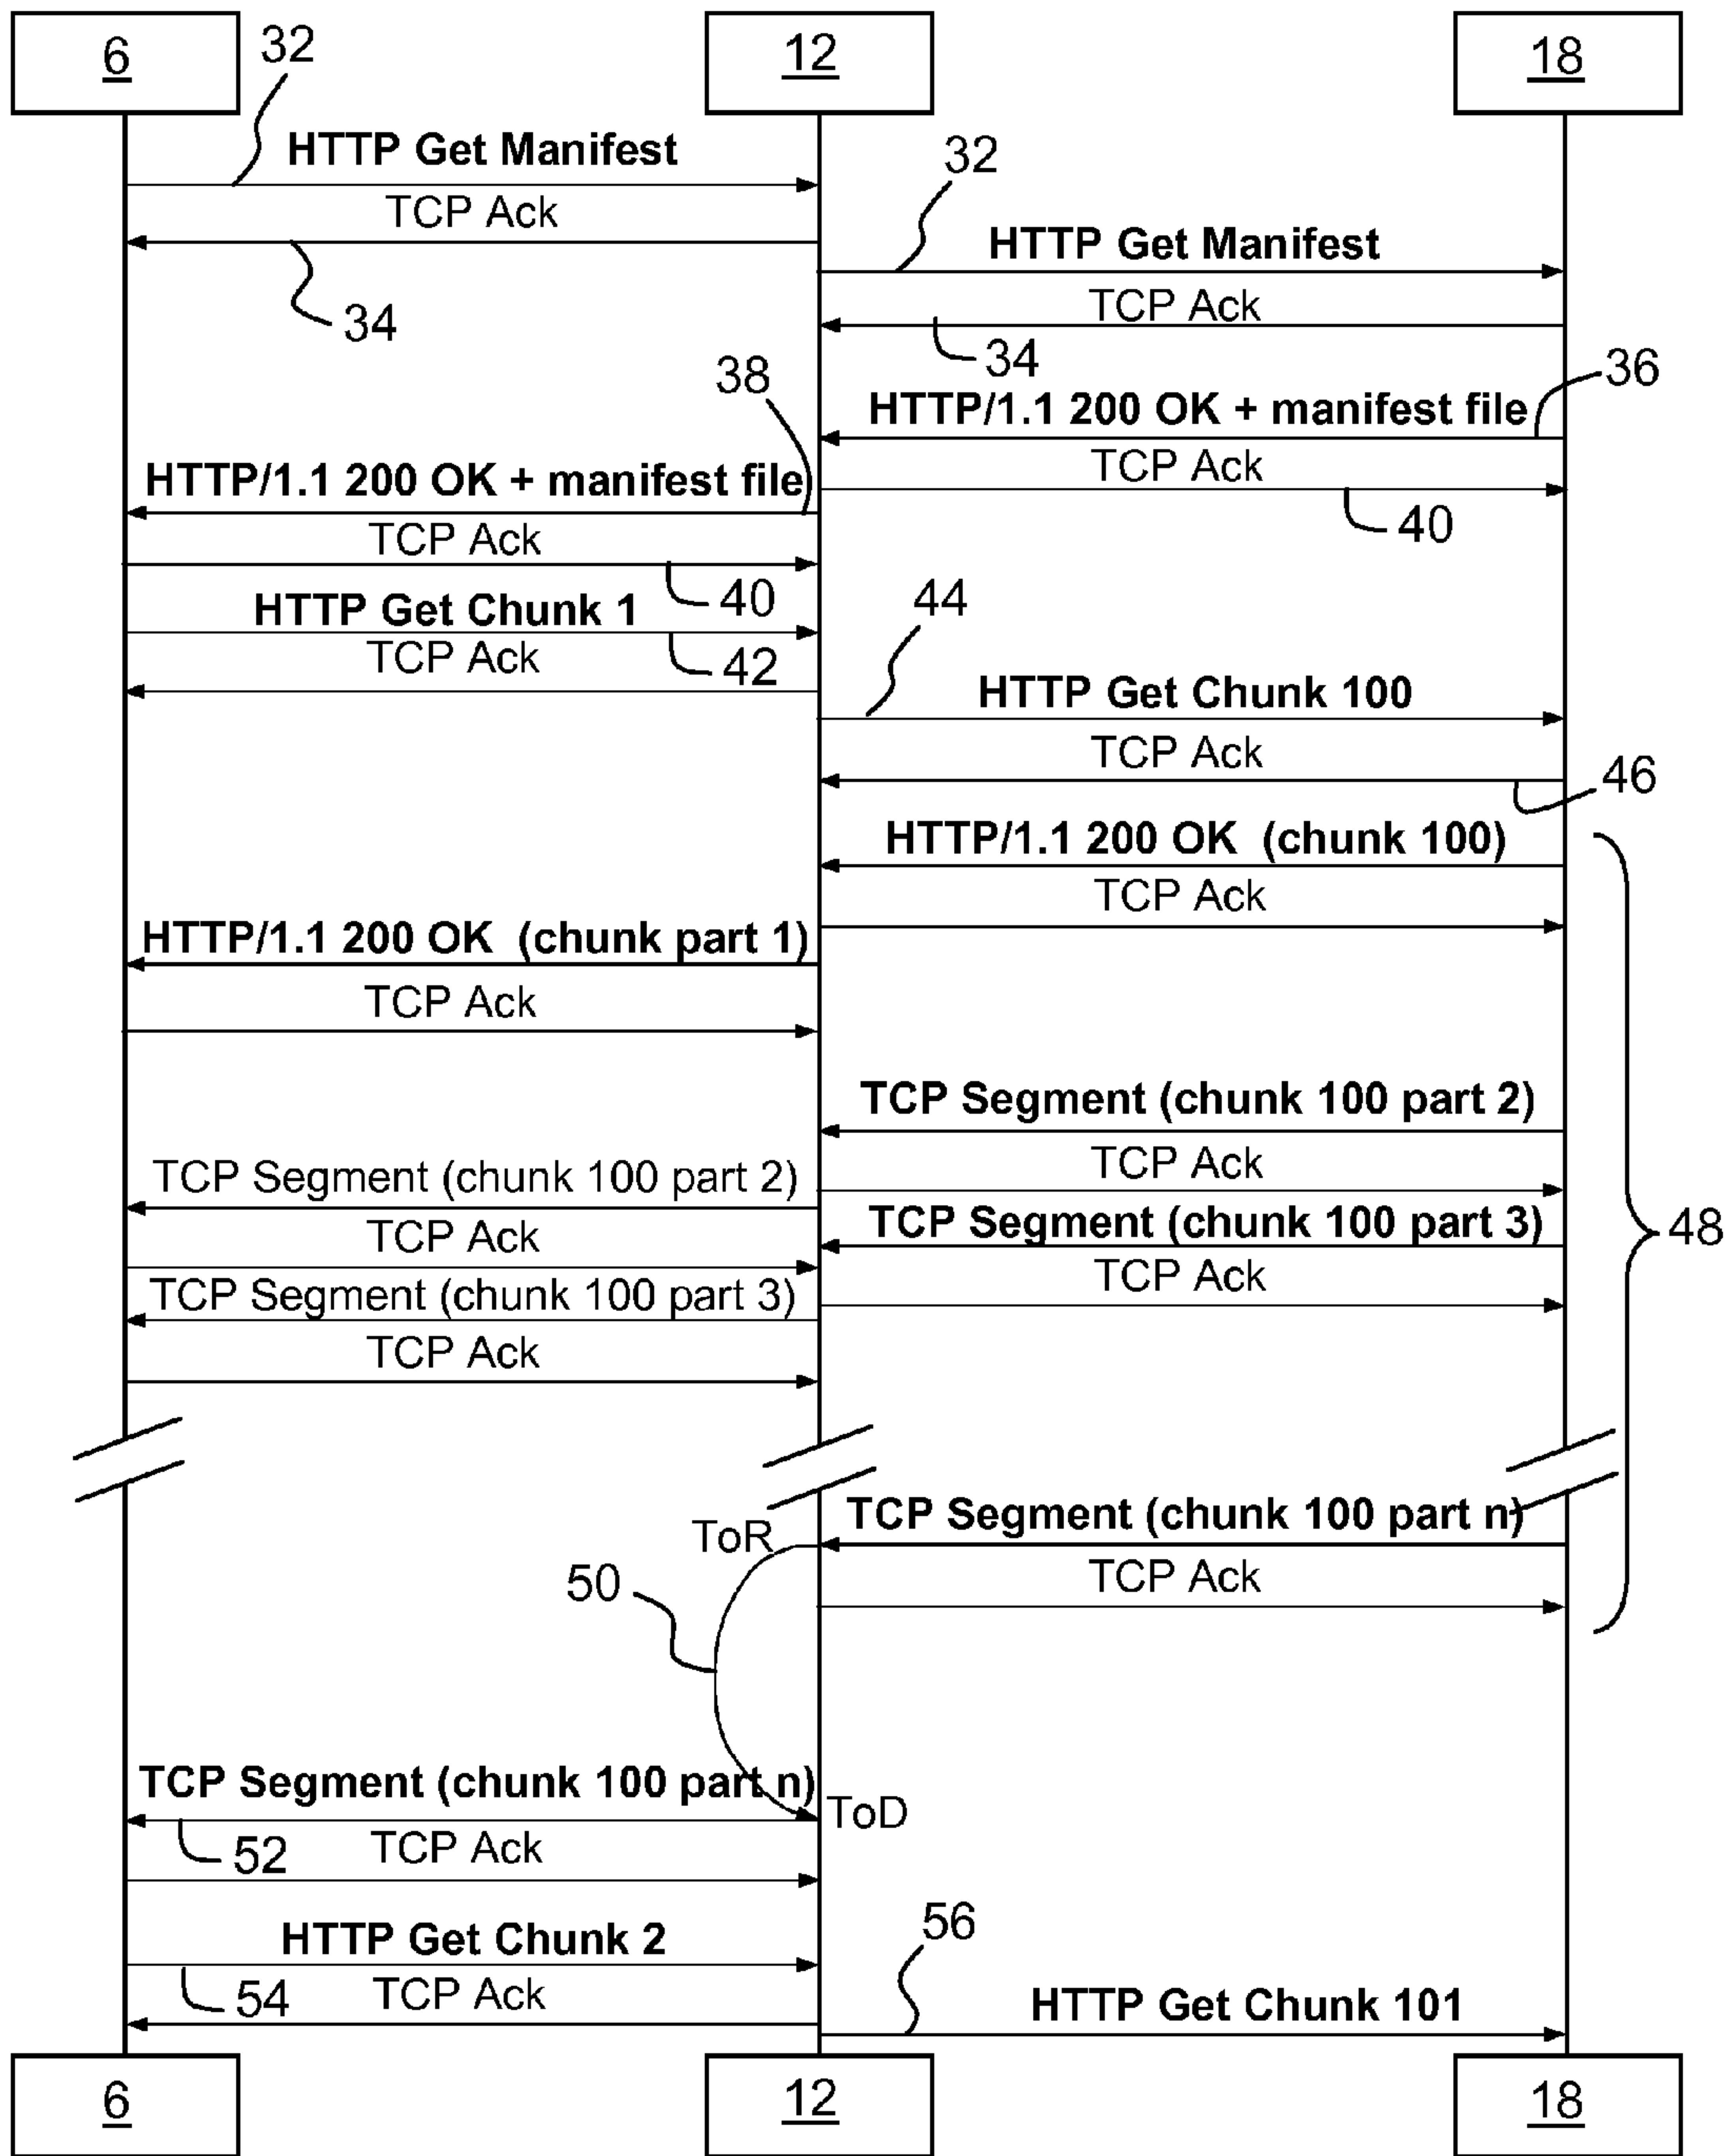 6
12
18
32
HTTP Get Manifest
32
TCP Ack
HTTP Get Manifest
34
TCP Ack
34
38
36
HTTP/1.1 200 OK + manifest file
HTTP/1.1 200 OK + manifest file
TCP Ack
40
TCP Ack
40
HTTP Get Chunk 1
44
TCP Ack
42
HTTP Get Chunk 100
TCP Ack
46
HTTP/1.1 200 OK (chunk 100)
TCP Ack
HTTP/1.1 200 OK (chunk part 1)
TCP Ack
TCP Segment (chunk 100 part 2)
TCP Ack
TCP Segment (chunk 100 part 2)
TCP Segment (chunk 100 part 3)
48
TCP Ack
TCP Ack
TCP Segment (chunk 100 part 3)
TCP Ack
TCP Segment (chunk 100 part n)
ToR
TCP Ack
50
TCP Segment (chunk 100 part n)
ToD
52
TCP Ack
56
HTTP Get Chunk 2
54
TCP Ack
HTTP Get Chunk 101
6
12
18